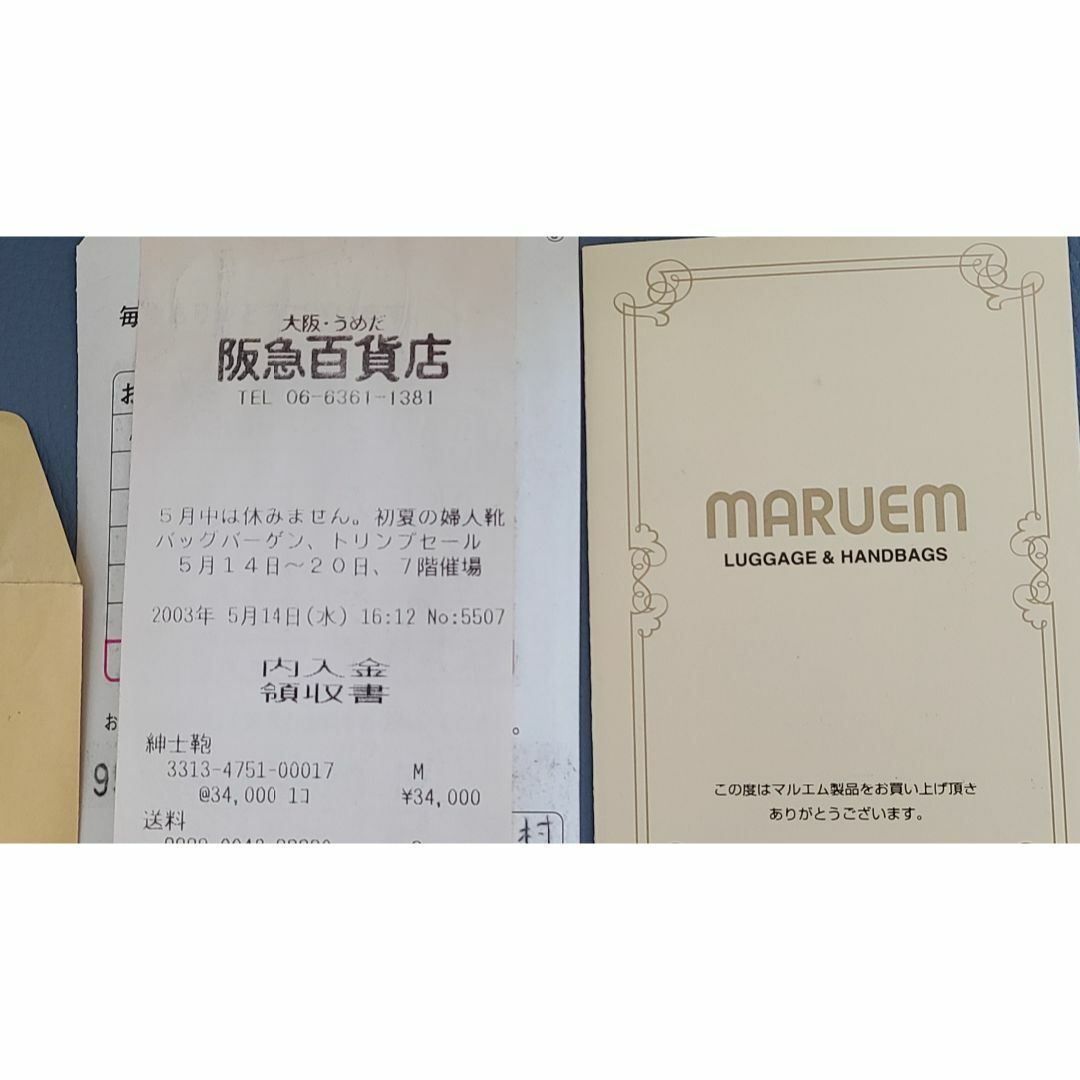 毎
お
お
9
大阪・うめだ
阪急百貨店
TEL 06-6361-1381
5月中は休みません。初夏の婦人靴
バッグバーゲン、トリンプセール
5月14日~20日、7階催場
2003年 5月14日(水) 16:12 No:5507
内入金
領収書
紳士鞄
3313-4751-00017 M
@34,000 1コ ¥34,000
送料
。
村
MARUEM
LUGGAGE & HANDBAGS
この度はマルエム製品をお買い上げ頂き
ありがとうございます。